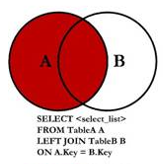 A
B
SELECT <select_list>
FROM TableA A
LEFT JOIN TableB B
ON A.Key = B.Key